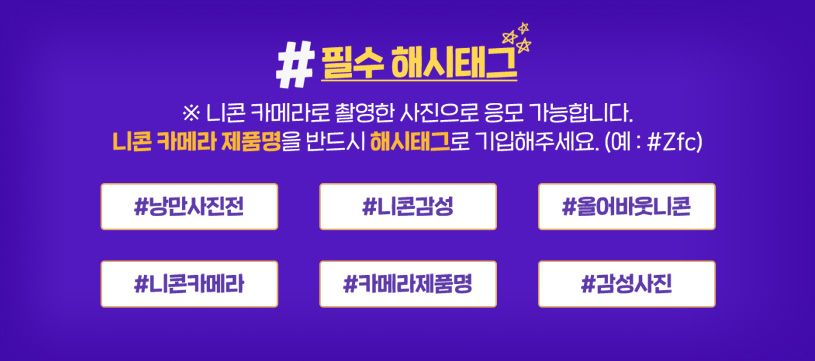 # 필수 해시태그
※ 니콘 카메라로 촬영한 사진으로 응모 가능합니다.
니콘 카메라 제품명을 반드시 해시태그로 기입해주세요. (예 : #Zfc)
#낭만사진전 #니콘감성 #올어바웃니콘
#니콘카메라 #카메라제품명 #감성사진